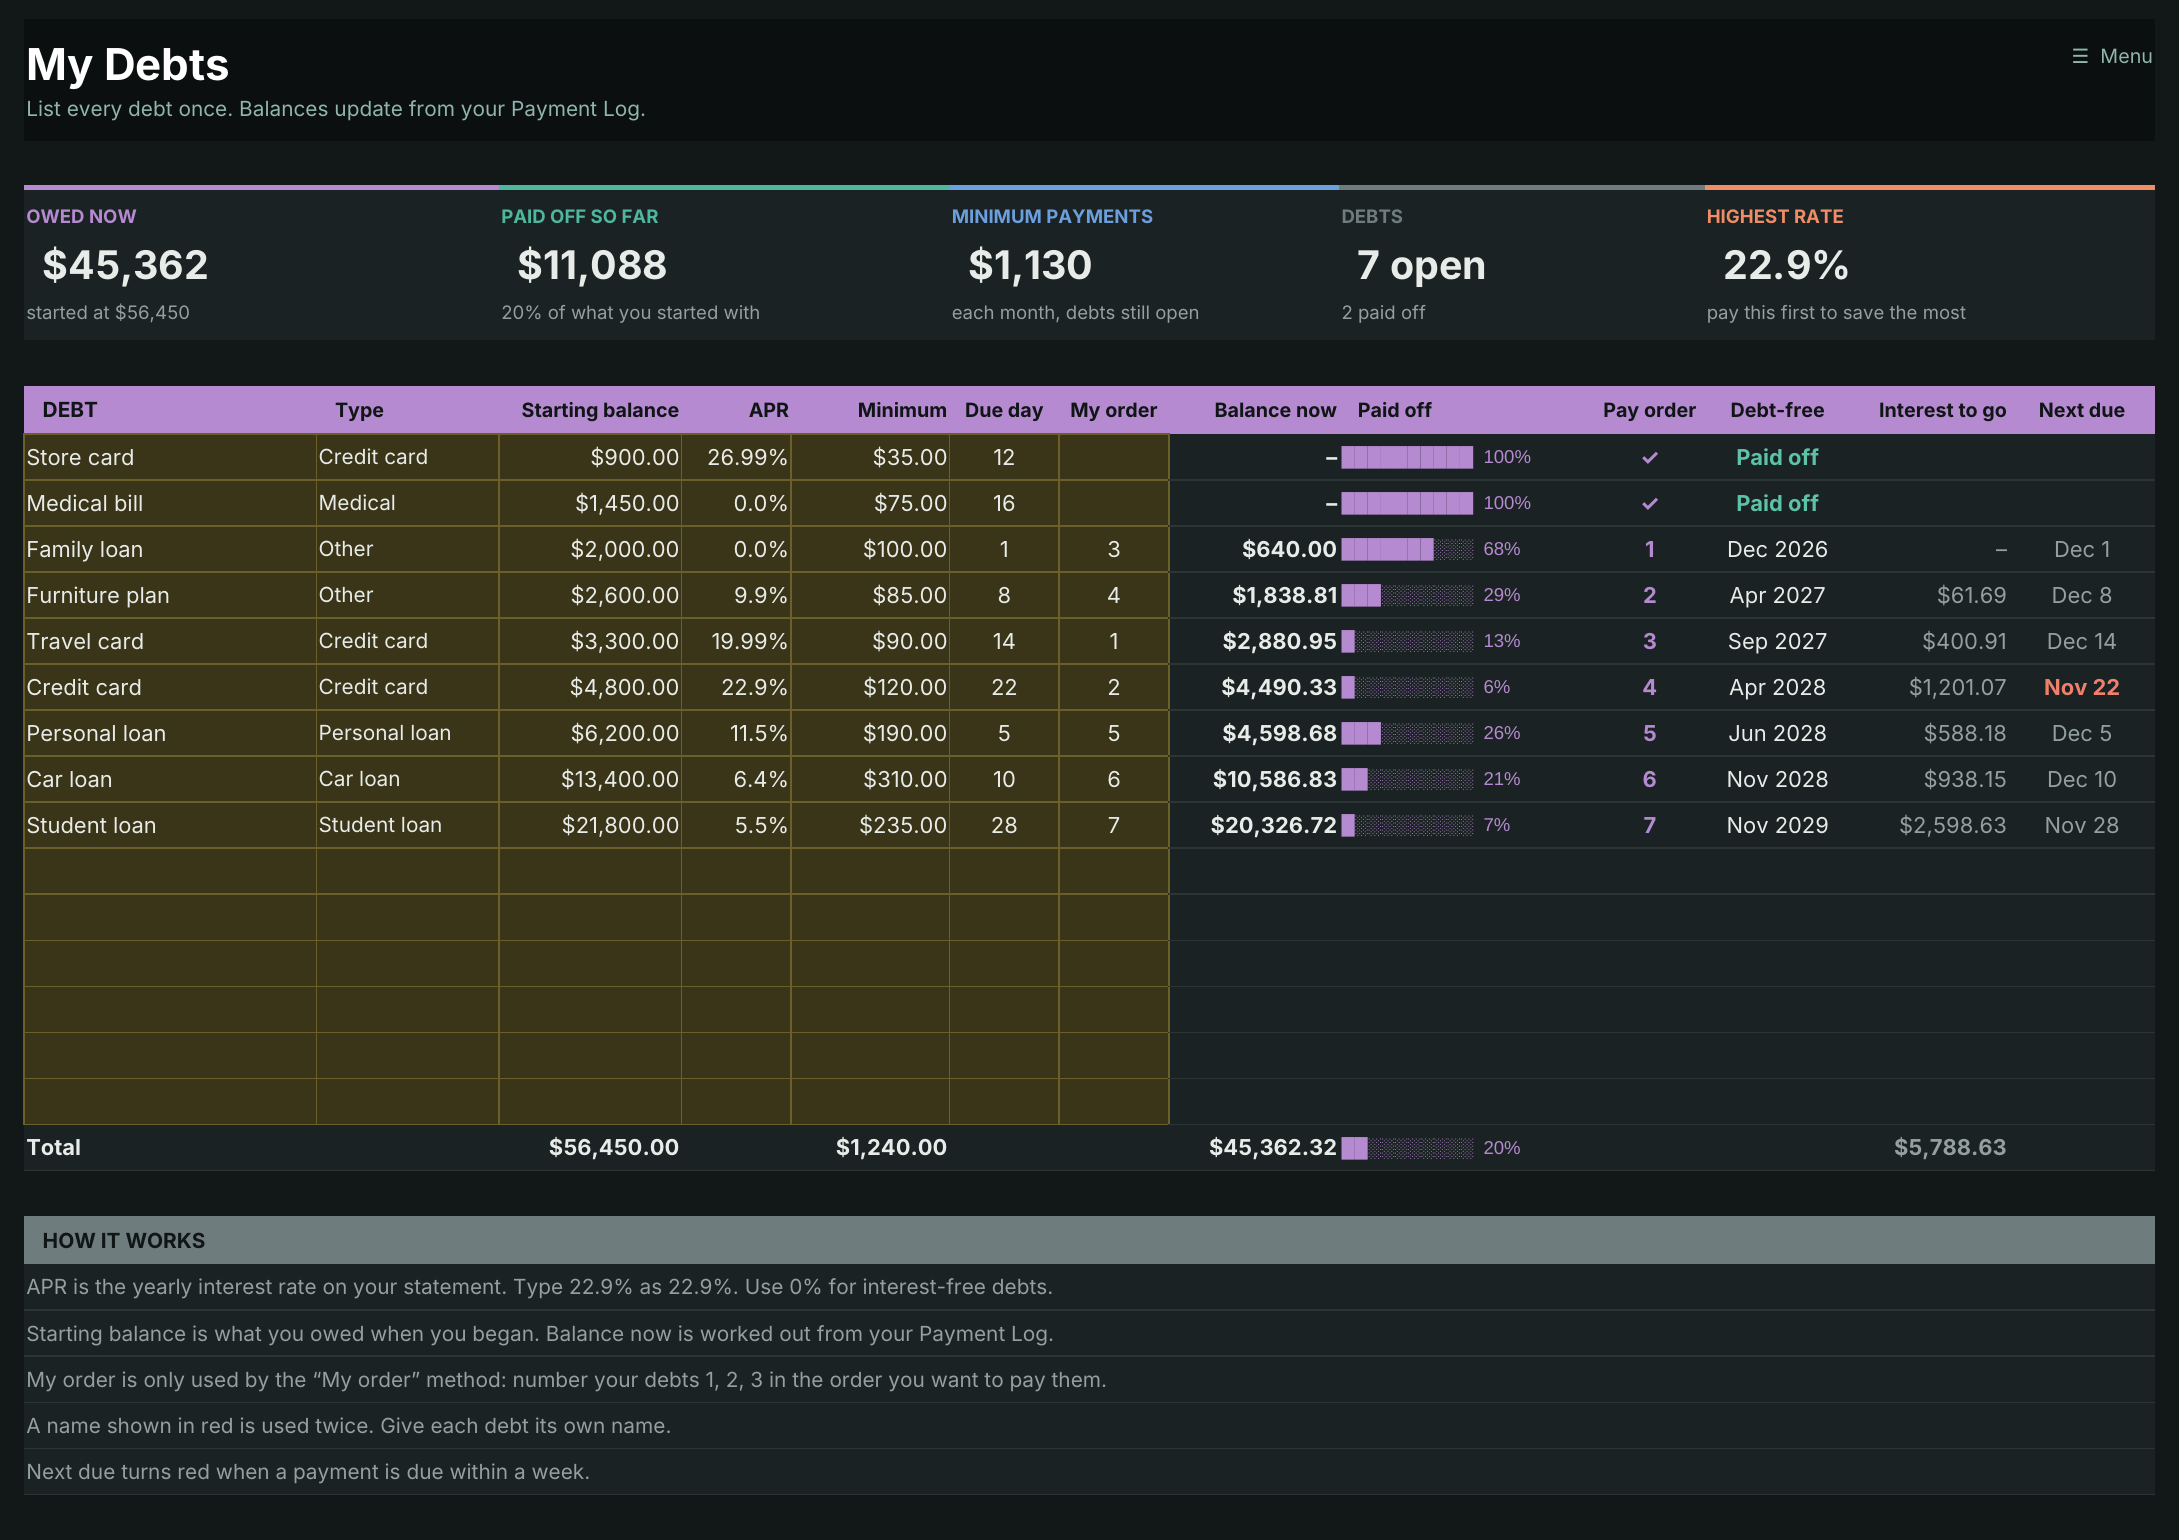 My Debts
☰ Menu
List every debt once. Balances update from your Payment Log.
OWED NOW PAID OFF SO FAR MINIMUM PAYMENTS DEBTS HIGHEST RATE
$45,362 $11,088 $1,130 7 open 22.9%
started at $56,450 20% of what you started with each month, debts still open 2 paid off pay this first to save the most
DEBT Type Starting balance APR Minimum Due day My order Balance now Paid off Pay order Debt-free Interest to go Next due
Store card Credit card $900.00 26.99% $35.00 12 – 100% ✓ Paid off
Medical bill Medical $1,450.00 0.0% $75.00 16 – 100% ✓ Paid off
Family loan Other $2,000.00 0.0% $100.00 1 3 $640.00 68% 1 Dec 2026 – Dec 1
Furniture plan Other $2,600.00 9.9% $85.00 8 4 $1,838.81 29% 2 Apr 2027 $61.69 Dec 8
Travel card Credit card $3,300.00 19.99% $90.00 14 1 $2,880.95 13% 3 Sep 2027 $400.91 Dec 14
Credit card Credit card $4,800.00 22.9% $120.00 22 2 $4,490.33 6% 4 Apr 2028 $1,201.07 Nov 22
Personal loan Personal loan $6,200.00 11.5% $190.00 5 5 $4,598.68 26% 5 Jun 2028 $588.18 Dec 5
Car loan Car loan $13,400.00 6.4% $310.00 10 6 $10,586.83 21% 6 Nov 2028 $938.15 Dec 10
Student loan Student loan $21,800.00 5.5% $235.00 28 7 $20,326.72 7% 7 Nov 2029 $2,598.63 Nov 28
Total $56,450.00 $1,240.00 $45,362.32 20% $5,788.63
HOW IT WORKS
APR is the yearly interest rate on your statement. Type 22.9% as 22.9%. Use 0% for interest-free debts.
Starting balance is what you owed when you began. Balance now is worked out from your Payment Log.
My order is only used by the “My order” method: number your debts 1, 2, 3 in the order you want to pay them.
A name shown in red is used twice. Give each debt its own name.
Next due turns red when a payment is due within a week.